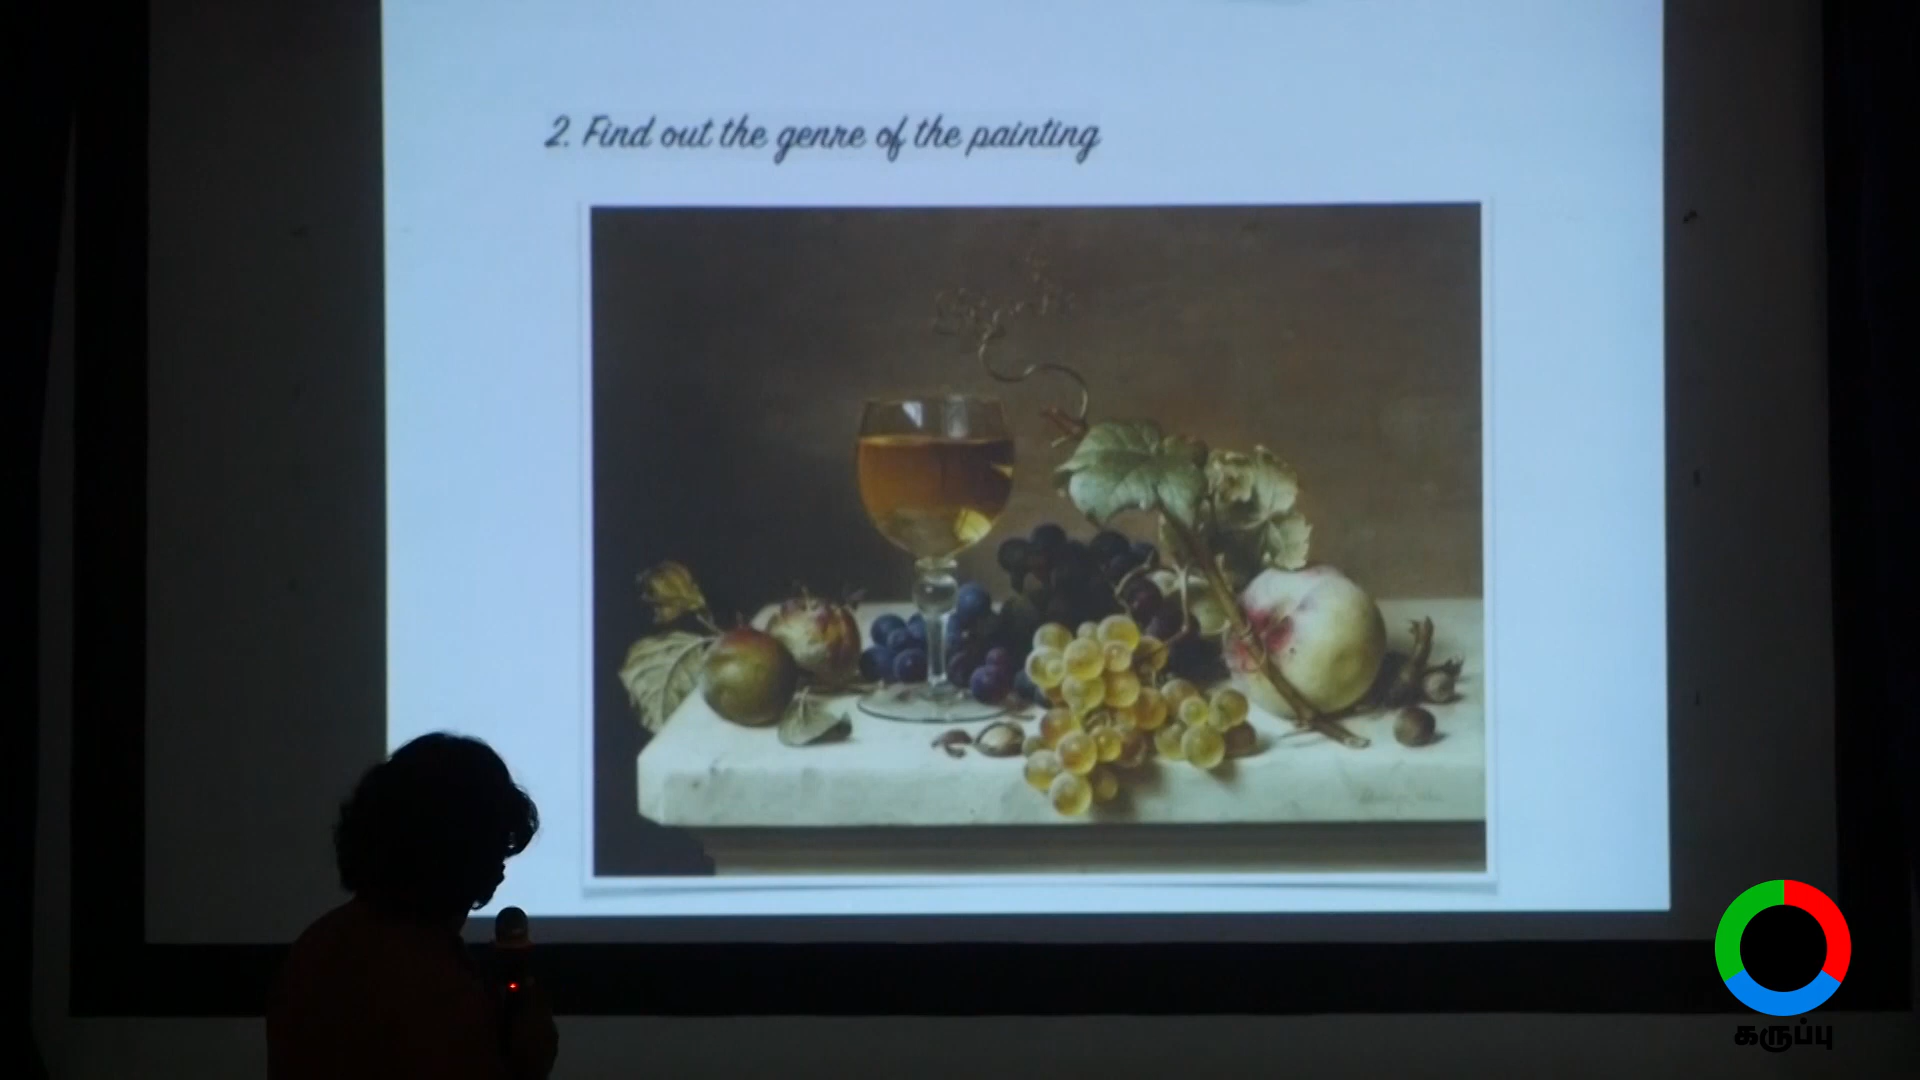 2. Find out the genre of the painting
கருப்பு